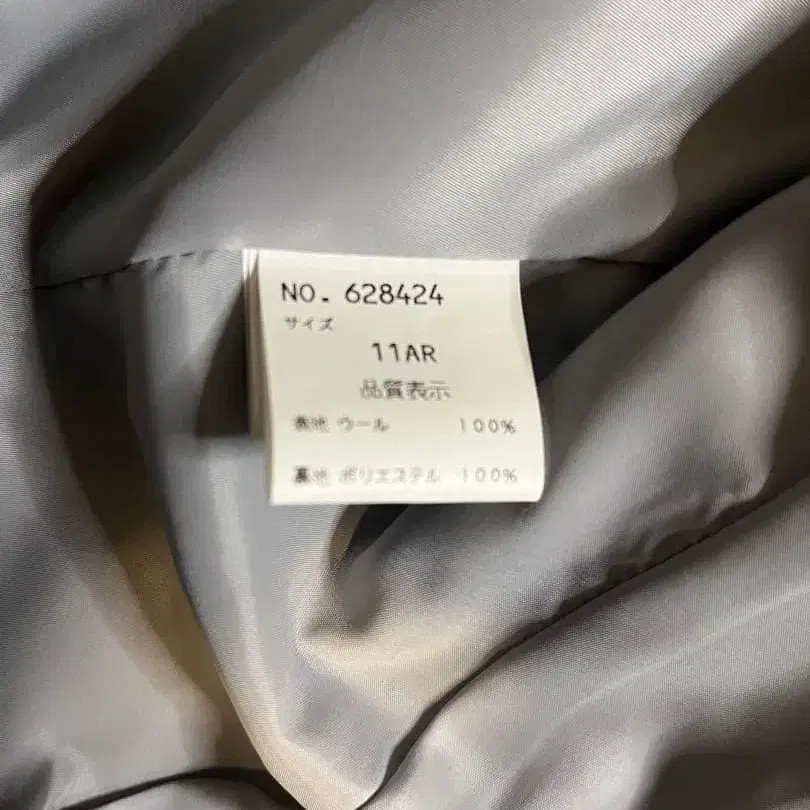 NO. 628424
サイズ
11AR
品質表示
表地 ウール 100%
裏地 ポリエステル 100%